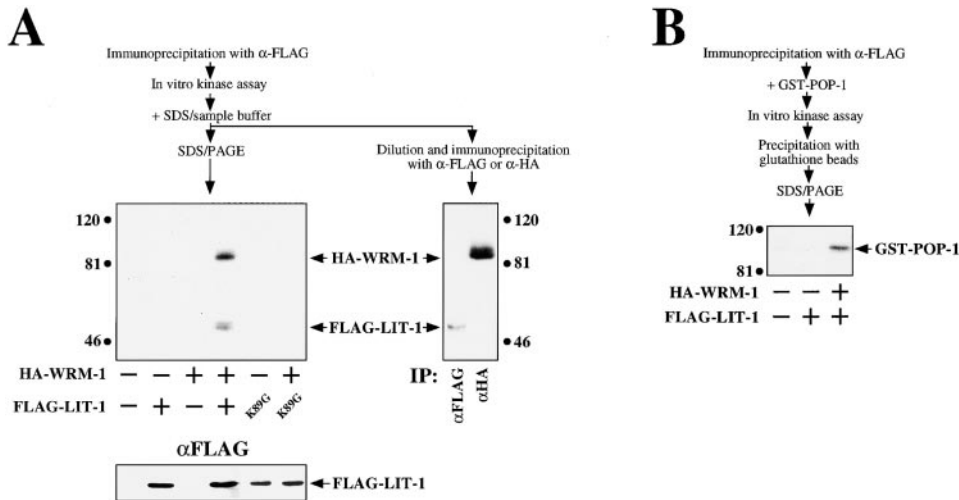 A
Immunoprecipitation with α-FLAG
In vitro kinase assay
+ SDS/sample buffer
SDS/PAGE
Dilution and immunoprecipitation
with α-FLAG or α-HA
120
81
46
HA-WRM-1
FLAG-LIT-1
120
81
46
HA-WRM-1 − − + + − +
FLAG-LIT-1 − + − + K89G K89G
IP: αFLAG αHA
αFLAG
FLAG-LIT-1
B
Immunoprecipitation with α-FLAG
+ GST-POP-1
In vitro kinase assay
Precipitation with
glutathione beads
SDS/PAGE
120
81
GST-POP-1
HA-WRM-1 − − +
FLAG-LIT-1 − + +